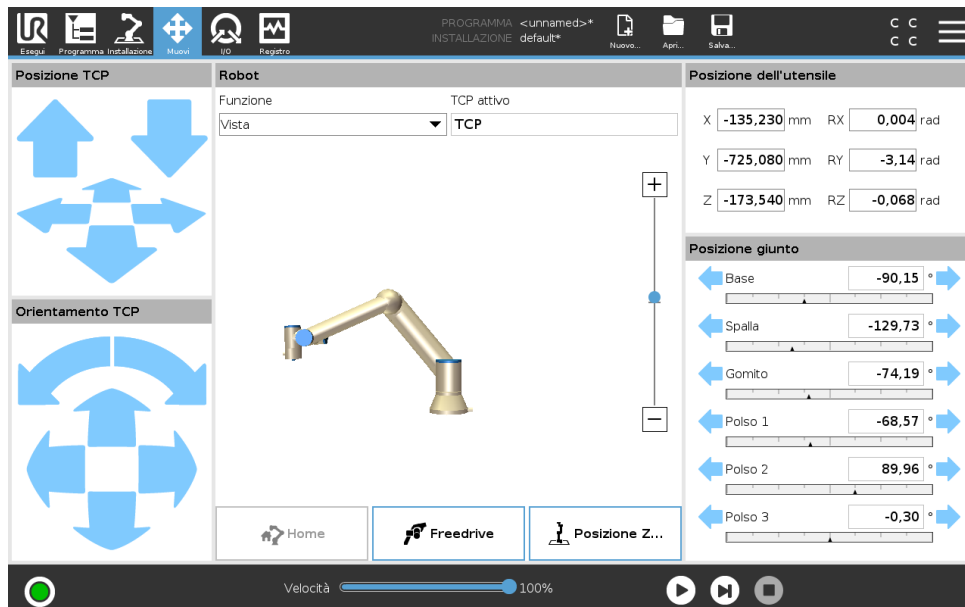 PROGRAMMA <unnamed>*
INSTALLAZIONE default*
UR
Esegui Programma Installazione Muovi I/O Registro
Nuovo... Apri... Salva...
C C
C C
Posizione TCP
Robot
Posizione dell'utensile
Funzione TCP attivo
Vista TCP
X -135,230 mm RX 0,004 rad
Y -725,080 mm RY -3,14 rad
Z -173,540 mm RZ -0,068 rad
Posizione giunto
Base -90,15 °
Orientamento TCP
Spalla -129,73 °
Gomito -74,19 °
Polso 1 -68,57 °
Polso 2 89,96 °
Polso 3 -0,30 °
Home Freedrive Posizione Z...
Velocità 100%